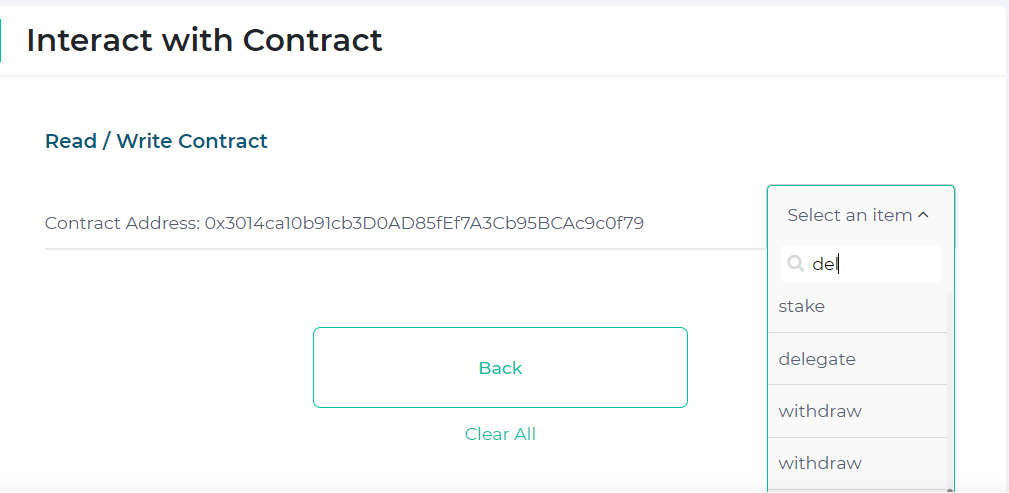 Interact with Contract
Read / Write Contract
Contract Address: 0x3014ca10b91cb3D0AD85fEf7A3Cb95BCAc9c0f79
Select an item
del
stake
delegate
withdraw
withdraw
Back
Clear All